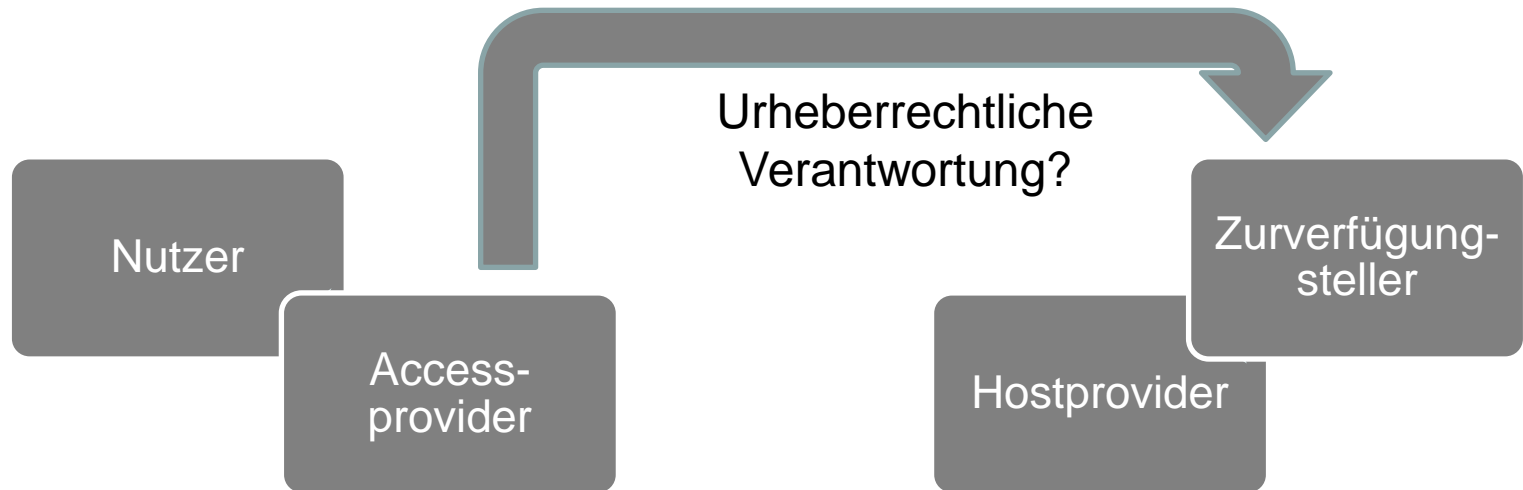 Urheberrechtliche
Verantwortung?
Nutzer
Zurverfügung-
steller
Access-
provider
Hostprovider